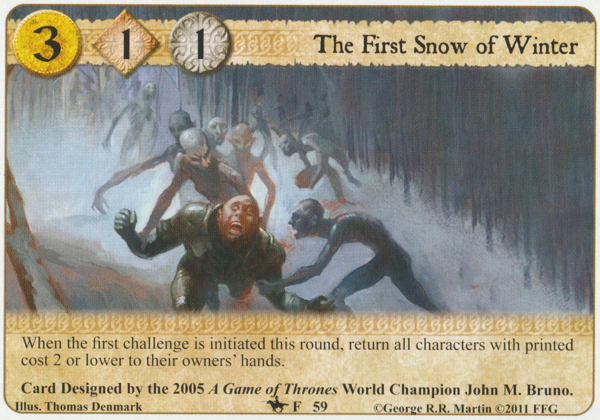 3 1 1 The First Snow of Winter
When the first challenge is initiated this round, return all characters with printed
cost 2 or lower to their owners' hands.
Card Designed by the 2005 A Game of Thrones World Champion John M. Bruno.
Illus. Thomas Denmark F 59 ©George R.R. Martin ©2011 FFG